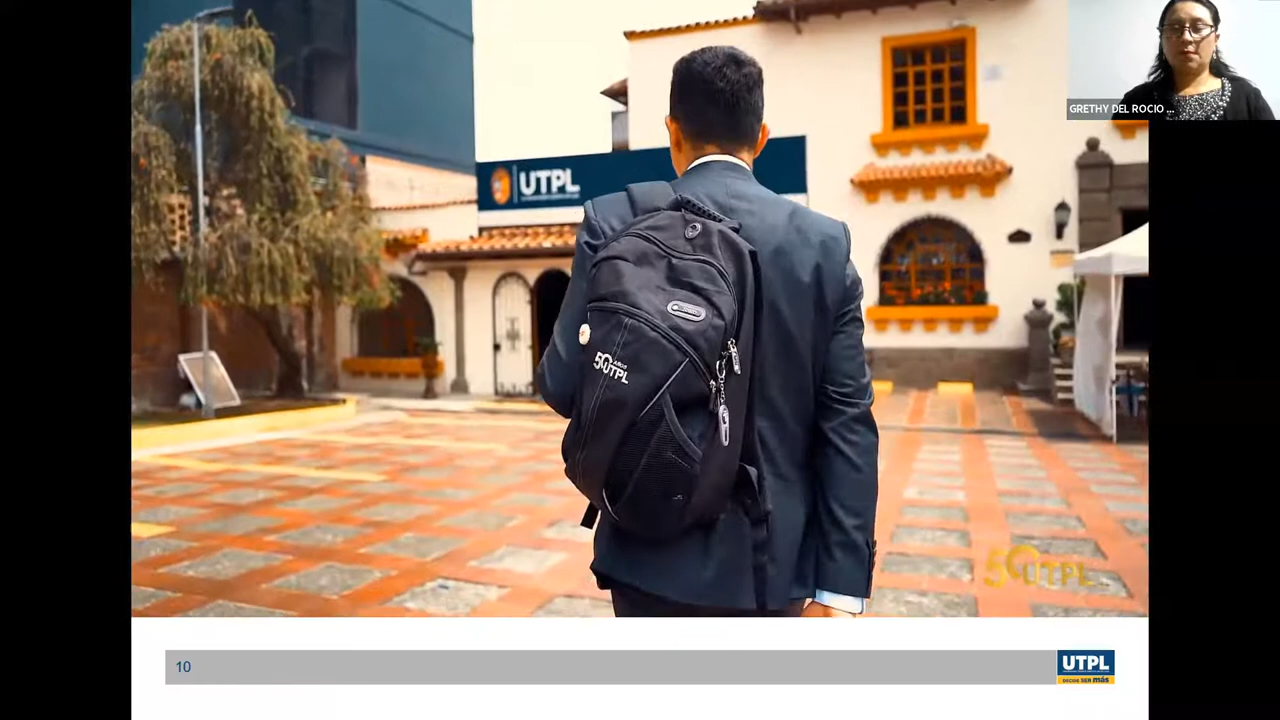 GRETHY DEL ROCIO ...
UTPL
50 AÑOS
UTPL
50 UTPL
10
UTPL
DECIDE SER más